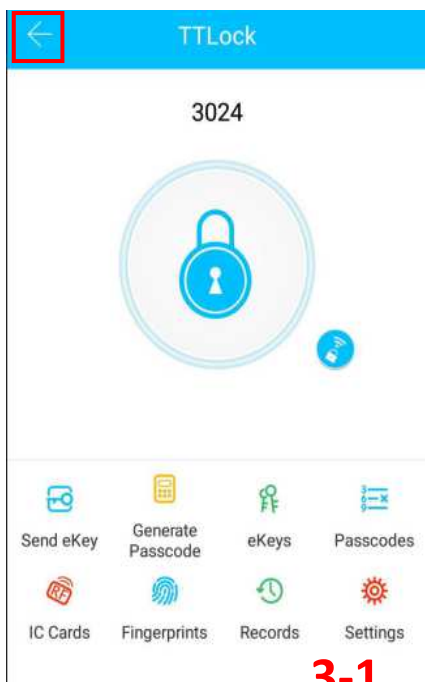 TTLock
3024
Send eKey
Generate
Passcode
eKeys
Passcodes
IC Cards
Fingerprints
Records
Settings
3-1